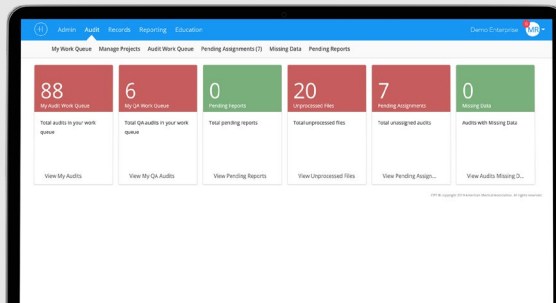 Admin Audit Records Reporting Education
Demo Enterprise MR
My Work Queue Manage Projects Audit Work Queue Pending Assignments (7) Missing Data Pending Reports
88 6 0 20 7 0
My Audit Work Queue My QA Work Queue Pending Reports Unprocessed Files Pending Assignments Missing Data
Total audits in your work Total QA audits in your work Total pending reports Total unprocessed files Total unassigned audits Audits with Missing Data
queue queue
View My Audits View My QA Audits View Pending Reports View Unprocessed Files View Pending Assign... View Audits Missing D...